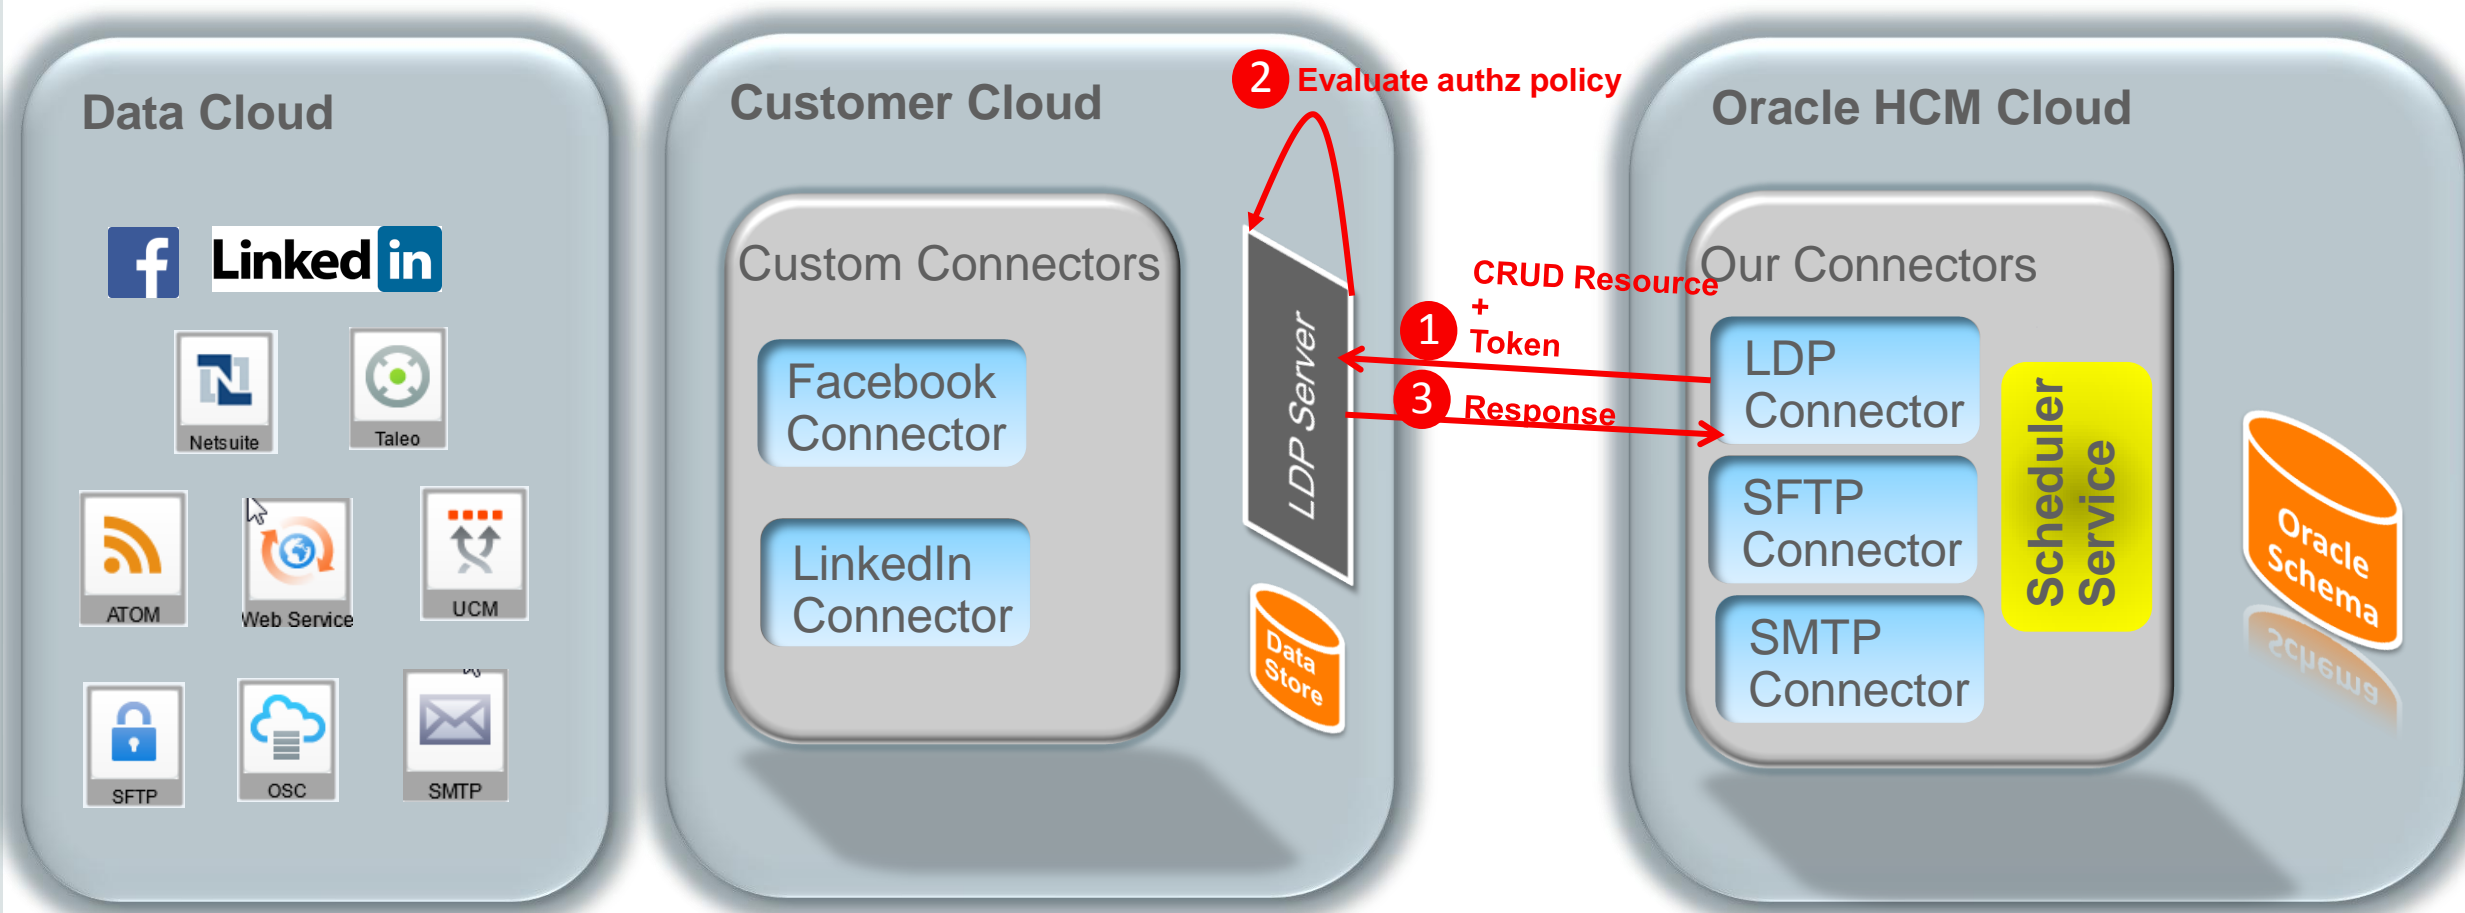 Data Cloud
f
Linked in
Netsuite
Taleo
ATOM
Web Service
UCM
SFTP
OSC
SMTP
Customer Cloud
Custom Connectors
Facebook
Connector
LinkedIn
Connector
LDP Server
Data
Store
2 Evaluate authz policy
CRUD Resource
+
1 Token
3 Response
Oracle HCM Cloud
Our Connectors
LDP
Connector
SFTP
Connector
SMTP
Connector
Scheduler
Service
Oracle
Schema